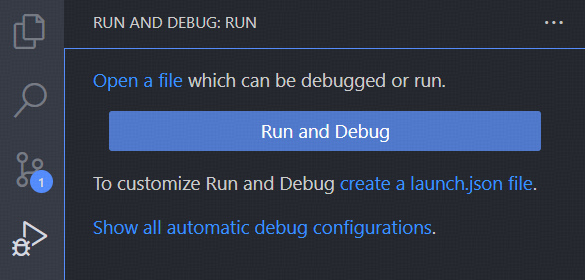 RUN AND DEBUG: RUN
Open a file which can be debugged or run.
Run and Debug
1
To customize Run and Debug create a launch.json file.
Show all automatic debug configurations.